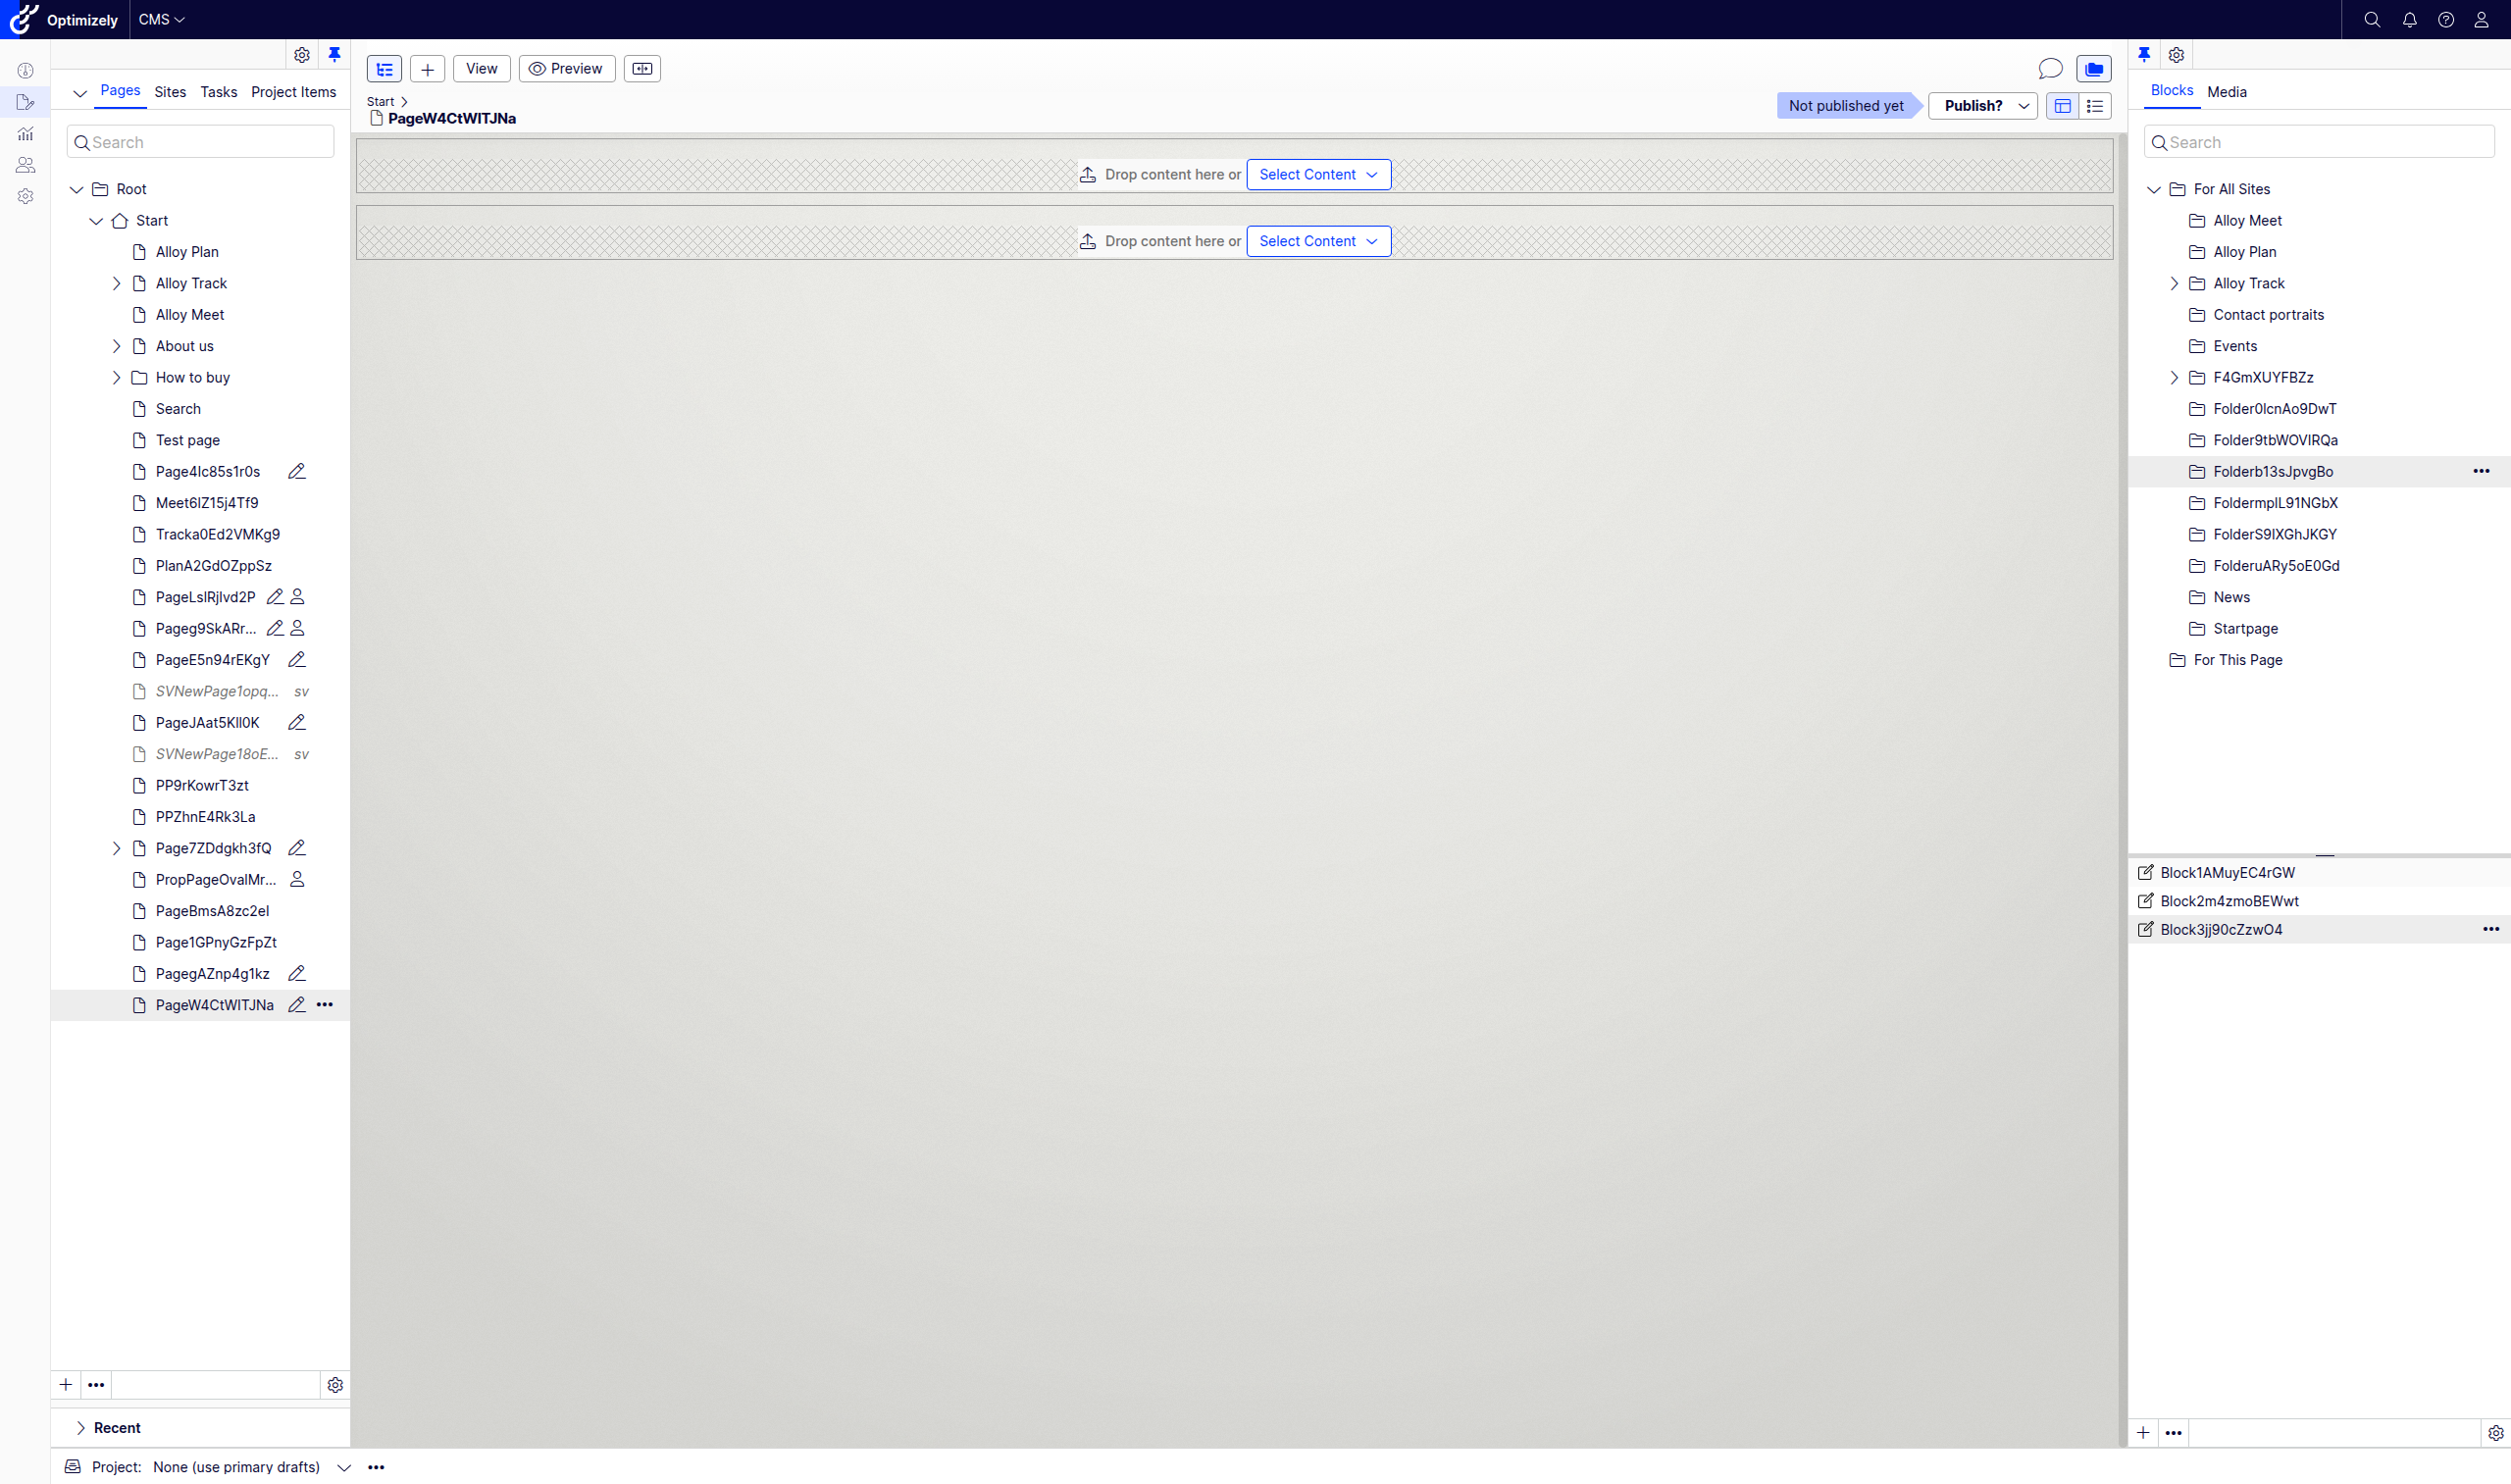 Optimizely CMS
Pages Sites Tasks Project Items
Search
Root
Start
Alloy Plan
Alloy Track
Alloy Meet
About us
How to buy
Search
Test page
Page4Ic85s1r0s
Meet6IZ15j4Tf9
Tracka0Ed2VMKg9
PlanA2GdOZppSz
PageLsIRjlvd2P
Pageg9SkARr...
PageE5n94rEKgY
SVNewPage1opq... sv
PageJAat5KIl0K
SVNewPage18oE... sv
PP9rKowrT3zt
PPZhnE4Rk3La
Page7ZDdgkh3fQ
PropPageOvalMr...
PageBmsA8zc2eI
Page1GPnyGzFpZt
PagegAZnp4g1kz
PageW4CtWITJNa
Recent
Project: None (use primary drafts)
View Preview
Start
PageW4CtWITJNa
Not published yet Publish?
Drop content here or Select Content
Drop content here or Select Content
Blocks Media
Search
For All Sites
Alloy Meet
Alloy Plan
Alloy Track
Contact portraits
Events
F4GmXUYFBZz
Folder0lcnAo9DwT
Folder9tbWOVIRQa
Folderb13sJpvgBo
FoldermpIL91NGbX
FolderS9IXGhJKGY
FolderuARy5oE0Gd
News
Startpage
For This Page
Block1AMuyEC4rGW
Block2m4zmoBEWwt
Block3jj90cZzwO4